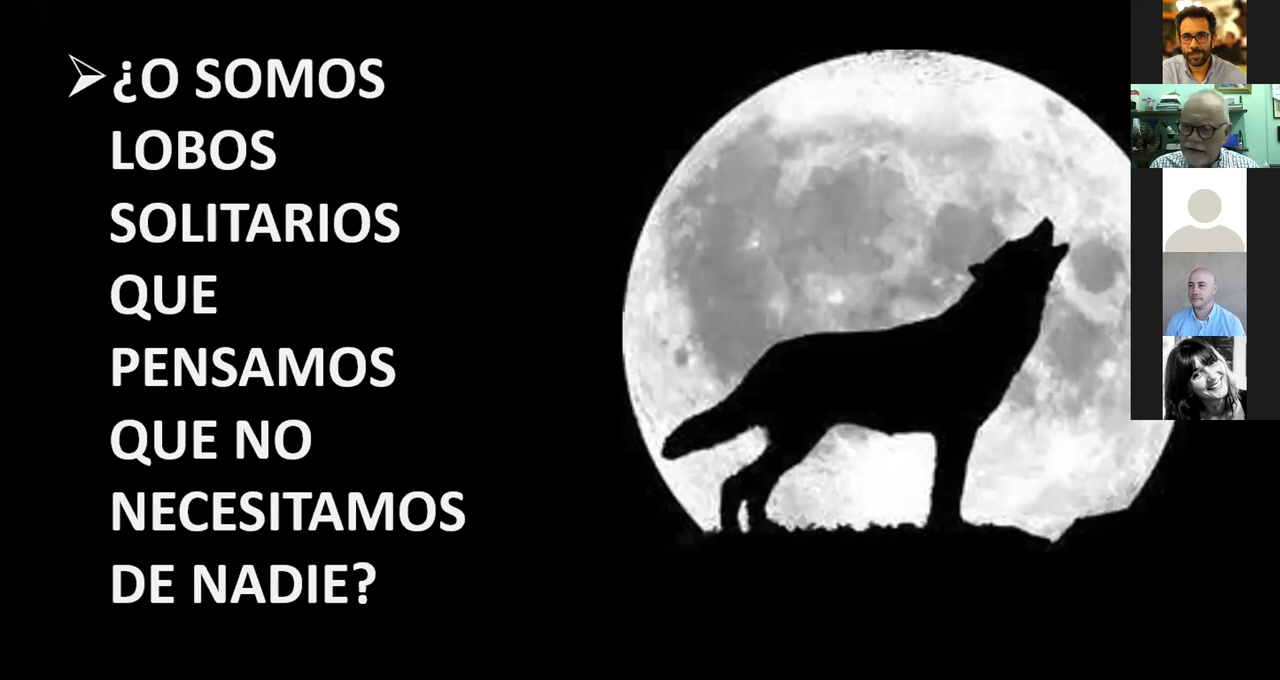 ¿O SOMOS
LOBOS
SOLITARIOS
QUE
PENSAMOS
QUE NO
NECESITAMOS
DE NADIE?